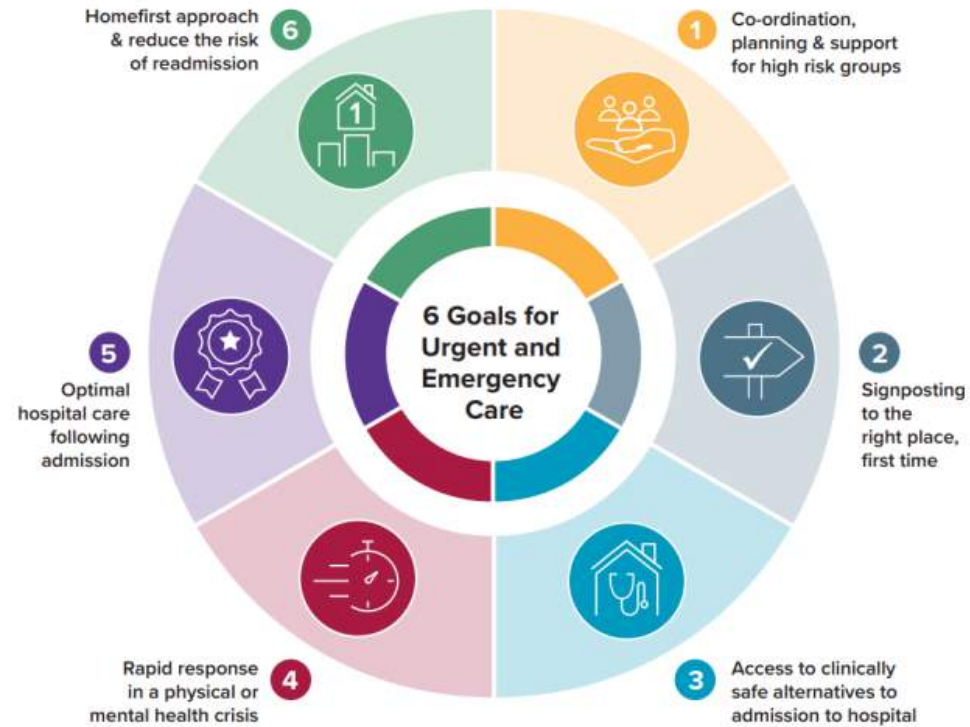 6 Goals for
Urgent and
Emergency
Care
1
Co-ordination,
planning & support
for high risk groups
2
Signposting
to the
right place,
first time
3
Access to clinically
safe alternatives to
admission to hospital
4
Rapid response
in a physical or
mental health crisis
5
Optimal
hospital care
following
admission
6
Homefirst approach
& reduce the risk
of readmission
1